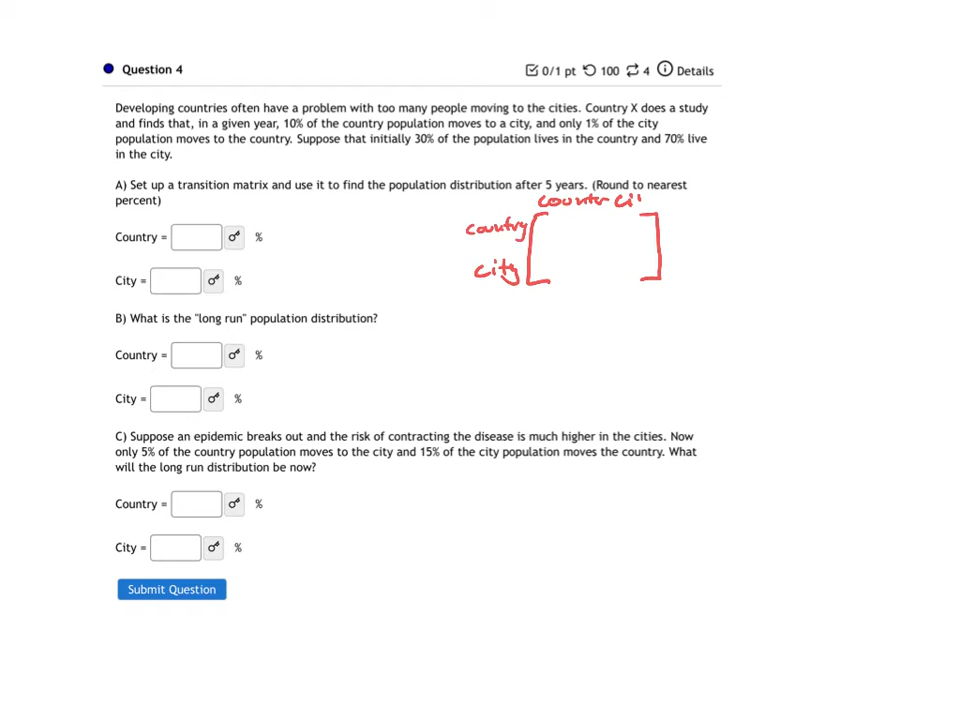 Question 4
0/1 pt 100 4 Details
Developing countries often have a problem with too many people moving to the cities. Country X does a study
and finds that, in a given year, 10% of the country population moves to a city, and only 1% of the city
population moves to the country. Suppose that initially 30% of the population lives in the country and 70% live
in the city.
A) Set up a transition matrix and use it to find the population distribution after 5 years. (Round to nearest
percent)
counter ci
country
city
Country = %
City = %
B) What is the "long run" population distribution?
Country = %
City = %
C) Suppose an epidemic breaks out and the risk of contracting the disease is much higher in the cities. Now
only 5% of the country population moves to the city and 15% of the city population moves the country. What
will the long run distribution be now?
Country = %
City = %
Submit Question